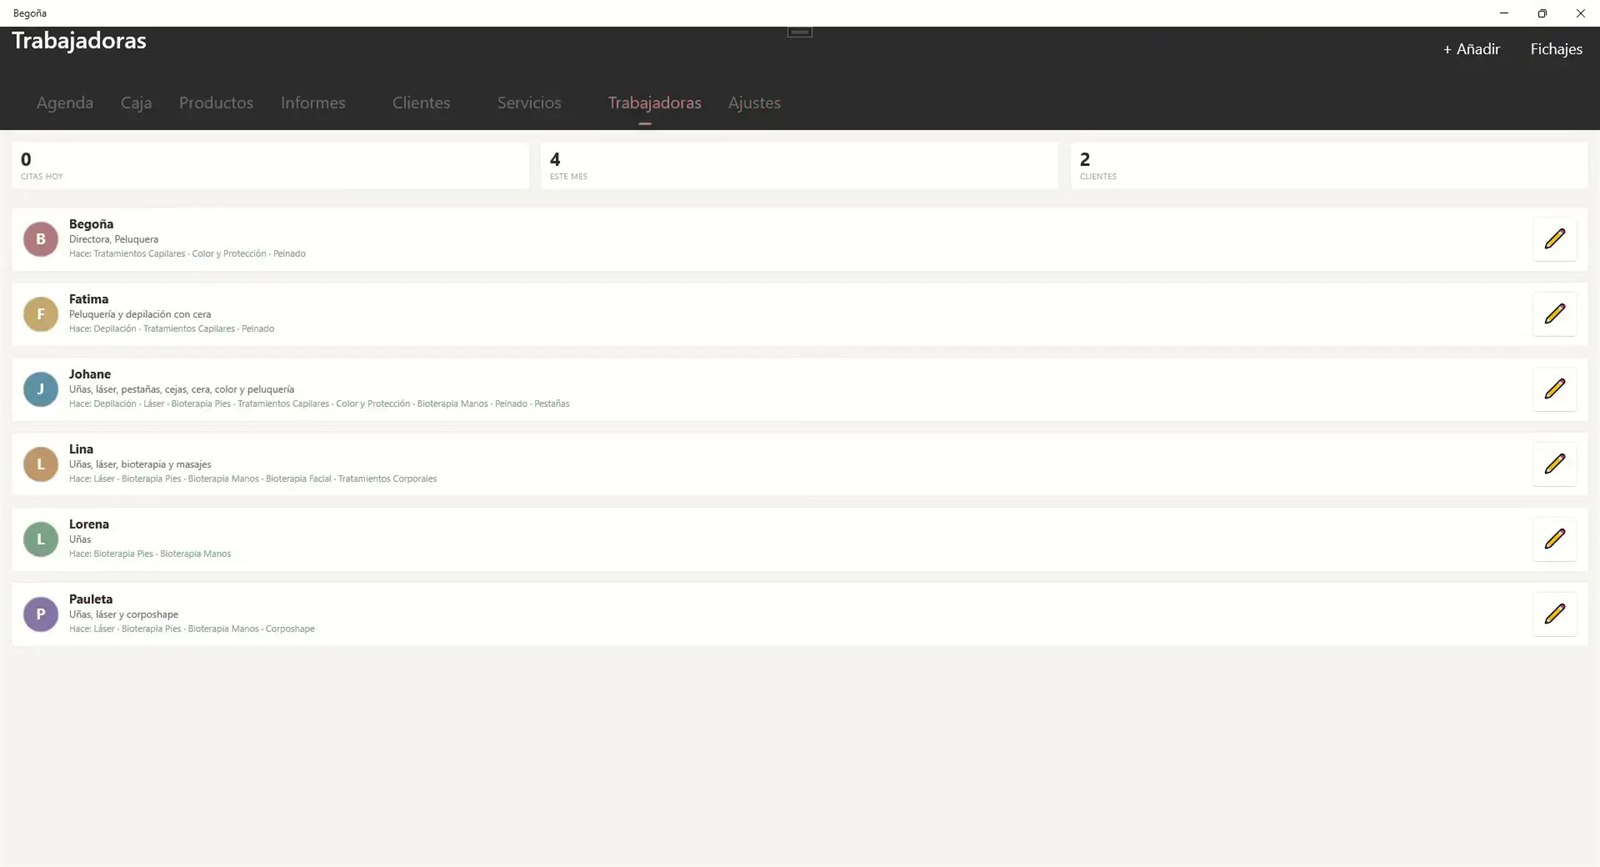 Begoña
Trabajadoras
+ Añadir Fichajes
Agenda Caja Productos Informes Clientes Servicios Trabajadoras Ajustes
0
CITAS HOY
4
ESTE MES
2
CLIENTES
B
Begoña
Directora, Peluquera
Hace: Tratamientos Capilares · Color y Protección · Peinado
F
Fatima
Peluquería y depilación con cera
Hace: Depilación · Tratamientos Capilares · Peinado
J
Johane
Uñas, láser, pestañas, cejas, cera, color y peluquería
Hace: Depilación · Láser · Bioterapia Pies · Tratamientos Capilares · Color y Protección · Bioterapia Manos · Peinado · Pestañas
L
Lina
Uñas, láser, bioterapia y masajes
Hace: Láser · Bioterapia Pies · Bioterapia Manos · Bioterapia Facial · Tratamientos Corporales
L
Lorena
Uñas
Hace: Bioterapia Pies · Bioterapia Manos
P
Pauleta
Uñas, láser y corposhape
Hace: Láser · Bioterapia Pies · Bioterapia Manos · Corposhape